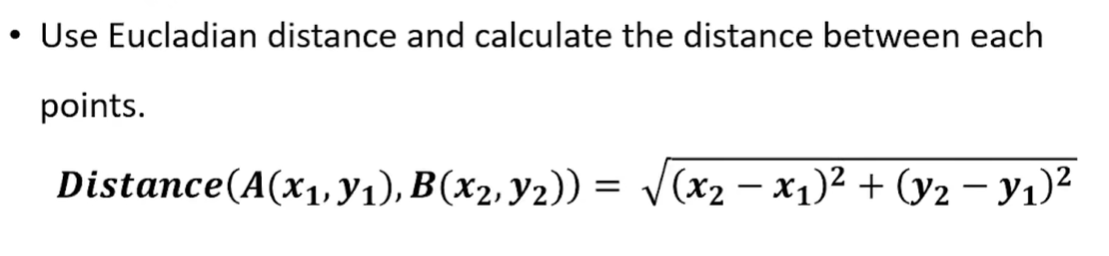 • Use Eucladian distance and calculate the distance between each
points.
Distance(A(x₁, y₁), B(x₂, y₂)) = √(x₂ − x₁)² + (y₂ − y₁)²